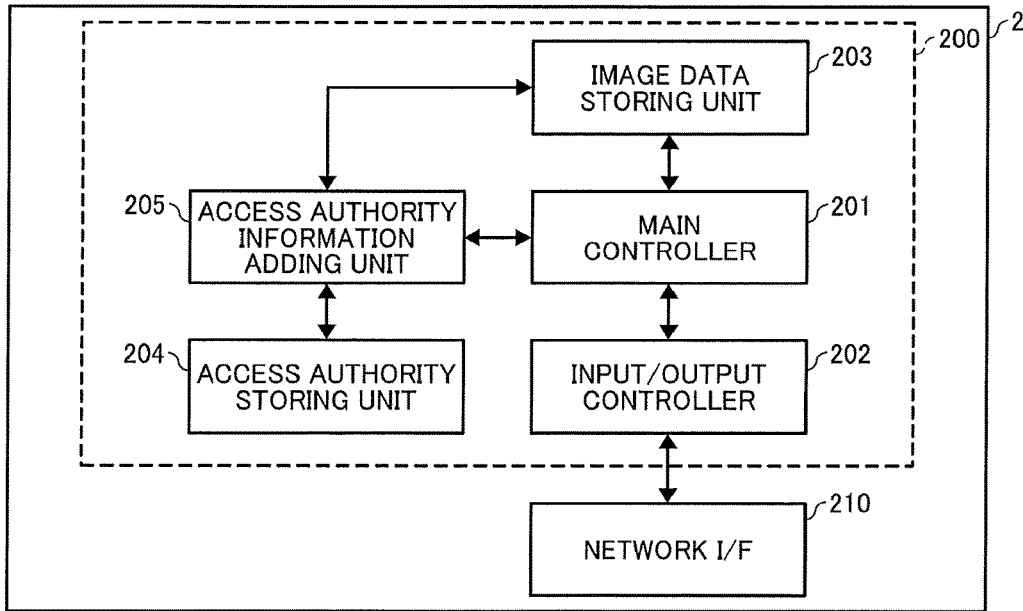 2
200
203
IMAGE DATA
STORING UNIT
205
ACCESS AUTHORITY
INFORMATION
ADDING UNIT
201
MAIN
CONTROLLER
204
ACCESS AUTHORITY
STORING UNIT
202
INPUT/OUTPUT
CONTROLLER
210
NETWORK I/F